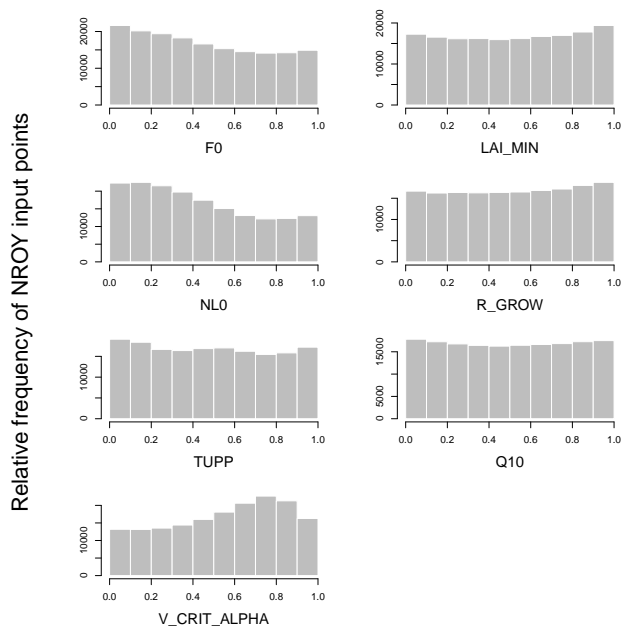 Relative frequency of NROY input points
0 10000 20000
0.0 0.2 0.4 0.6 0.8 1.0
F0
0 10000 20000
0.0 0.2 0.4 0.6 0.8 1.0
LAI_MIN
0 10000
0.0 0.2 0.4 0.6 0.8 1.0
NL0
0 10000
0.0 0.2 0.4 0.6 0.8 1.0
R_GROW
0 10000
0.0 0.2 0.4 0.6 0.8 1.0
TUPP
0 5000 15000
0.0 0.2 0.4 0.6 0.8 1.0
Q10
0 10000
0.0 0.2 0.4 0.6 0.8 1.0
V_CRIT_ALPHA